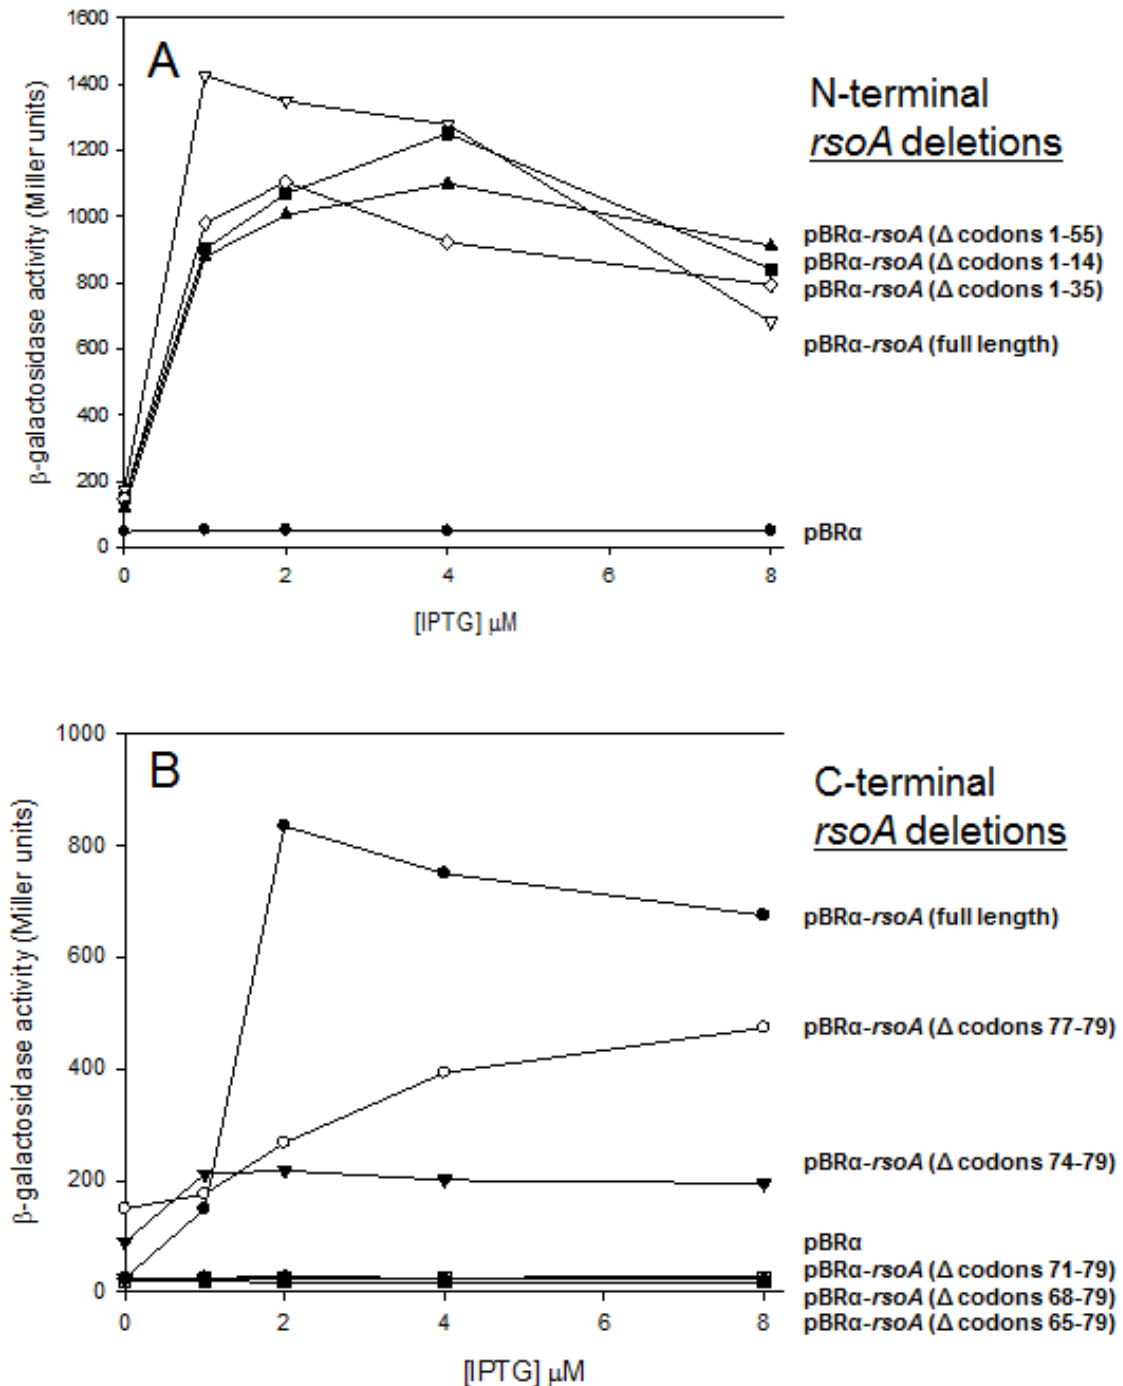 A
N-terminal
rsoA deletions
β-galactosidase activity (Miller units)
1600
1400
1200
1000
800
600
400
200
0
0 2 4 6 8
[IPTG] μM
pBRα-rsoA (Δ codons 1-55)
pBRα-rsoA (Δ codons 1-14)
pBRα-rsoA (Δ codons 1-35)
pBRα-rsoA (full length)
pBRα
B
C-terminal
rsoA deletions
β-galactosidase activity (Miller units)
1000
800
600
400
200
0
0 2 4 6 8
[IPTG] μM
pBRα-rsoA (full length)
pBRα-rsoA (Δ codons 77-79)
pBRα-rsoA (Δ codons 74-79)
pBRα
pBRα-rsoA (Δ codons 71-79)
pBRα-rsoA (Δ codons 68-79)
pBRα-rsoA (Δ codons 65-79)